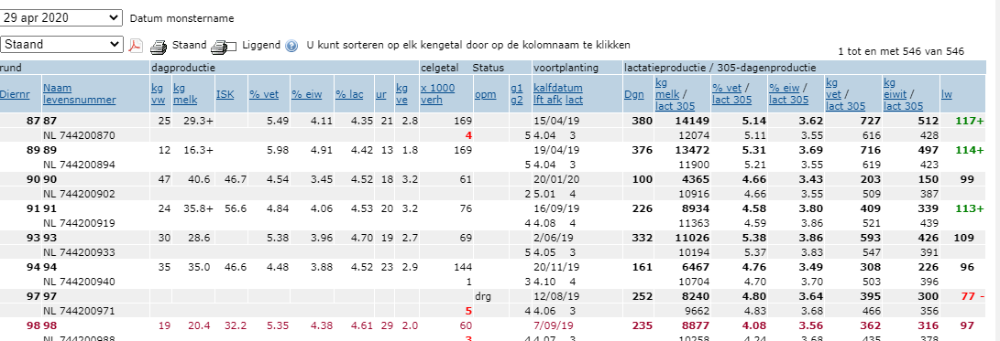 29 apr 2020 Datum monstername
Staand Staand Liggend U kunt sorteren op elk kengetal door op de kolomnaam te klikken
1 tot en met 546 van 546
rund dagproductie celgetal Status voortplanting lactatieproductie / 305-dagenproductie
Diernr Naam levensnummer kg vw kg melk ISK % vet % eiw % lac ur kg ve x 1000 verh opm g1 g2 kalfdatum lft afk lact Dgn kg melk / lact 305 % vet / lact 305 % eiw / lact 305 kg vet / lact 305 kg eiwit / lact 305 lw
87 87 25 29.3+ 5.49 4.11 4.35 21 2.8 169 15/04/19 380 14149 5.14 3.62 727 512 117+
NL 744200870 4 5 4.04 3 12074 5.11 3.55 616 428
89 89 12 16.3+ 5.98 4.91 4.42 13 1.8 169 19/04/19 376 13472 5.31 3.69 716 497 114+
NL 744200894 5 4.04 3 11900 5.21 3.55 619 423
90 90 47 40.6 46.7 4.54 3.45 4.52 18 3.2 61 20/01/20 100 4365 4.66 3.43 203 150 99
NL 744200902 2 5.01 4 10916 4.66 3.55 509 387
91 91 24 35.8+ 56.6 4.84 4.06 4.53 20 3.2 76 16/09/19 226 8934 4.58 3.80 409 339 113+
NL 744200919 4 4.08 4 11363 4.59 3.86 521 439
93 93 30 28.6 5.38 3.96 4.70 19 2.7 69 2/06/19 332 11026 5.38 3.86 593 426 109
NL 744200933 5 4.05 3 10194 5.37 3.83 547 391
94 94 35 35.0 46.6 4.48 3.88 4.52 23 2.9 144 20/11/19 161 6467 4.76 3.49 308 226 96
NL 744200940 1 3 4.10 4 10704 4.70 3.70 503 396
97 97 drg 12/08/19 252 8240 4.80 3.64 395 300 77 -
NL 744200971 5 4 4.06 3 9662 4.83 3.68 466 356
98 98 19 20.4 32.2 5.35 4.38 4.61 29 2.0 60 7/09/19 235 8877 4.08 3.56 362 316 97
NL 744200988 3 4 4.07 3 10258 4.24 3.68 435 378